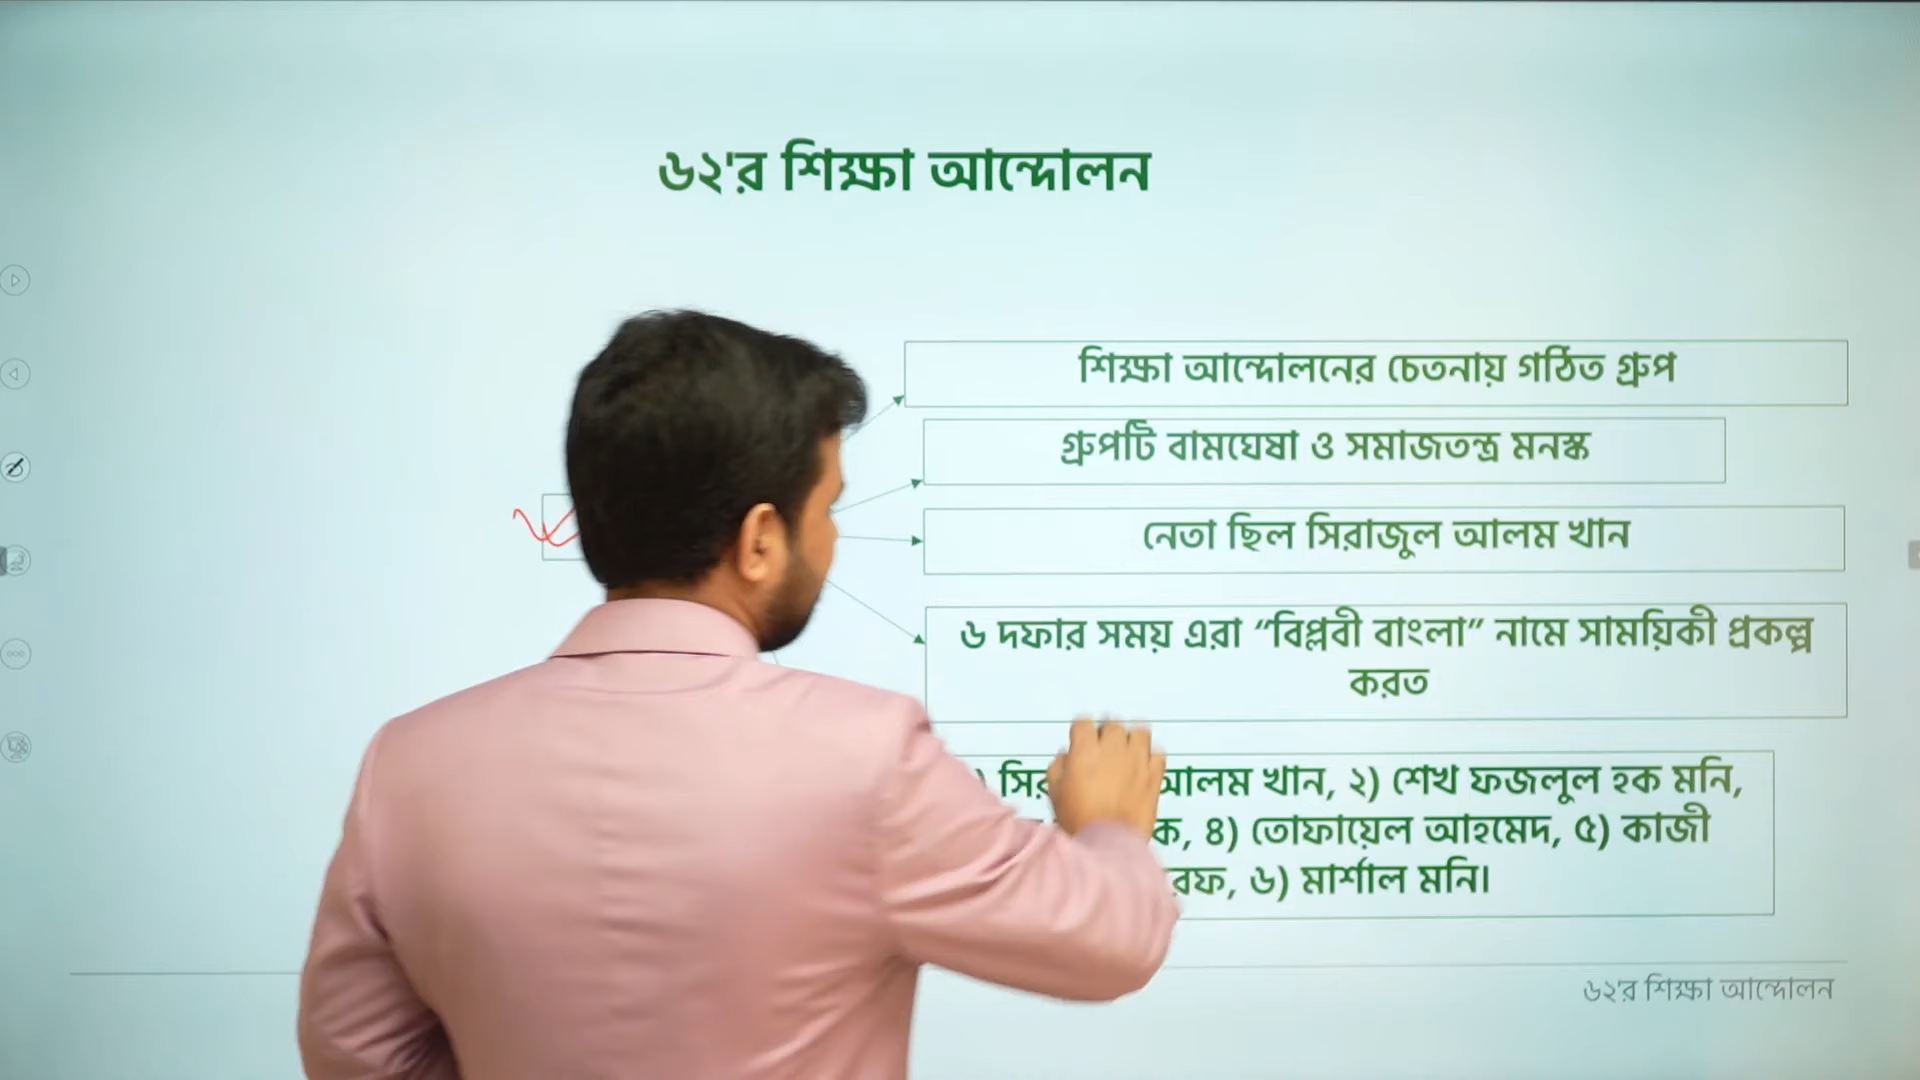 ৬২'র শিক্ষা আন্দোলন
শিক্ষা আন্দোলনের চেতনায় গঠিত গ্রুপ
গ্রুপটি বামঘেষা ও সমাজতন্ত্র মনস্ক
নেতা ছিল সিরাজুল আলম খান
৬ দফার সময় এরা “বিপ্লবী বাংলা” নামে সাময়িকী প্রকল্প
করত
আলম খান, ২) শেখ ফজলুল হক মনি,
৪) তোফায়েল আহমেদ, ৫) কাজী
৬) মার্শাল মনি।
৬২'র শিক্ষা আন্দোলন